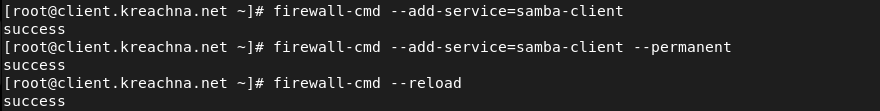 [root@client.kreachna.net ~]# firewall-cmd --add-service=samba-client
success
[root@client.kreachna.net ~]# firewall-cmd --add-service=samba-client --permanent
success
[root@client.kreachna.net ~]# firewall-cmd --reload
success